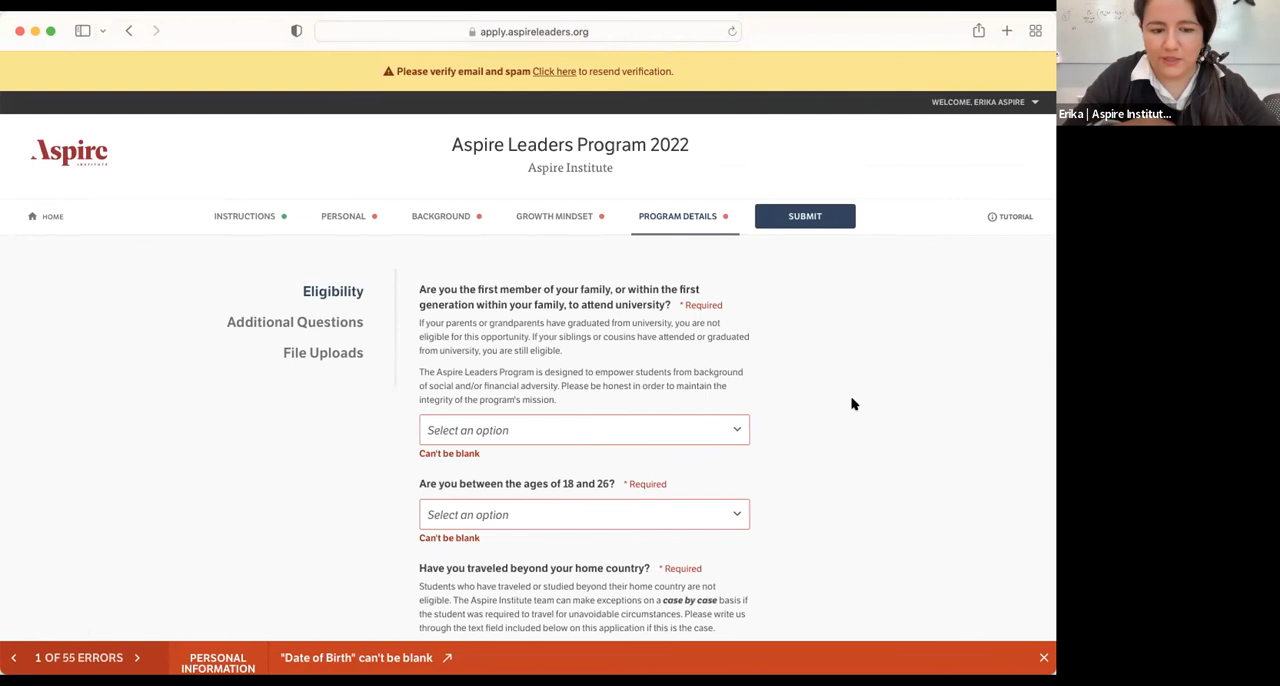 apply.aspireleaders.org
Please verify email and spam Click here to resend verification.
WELCOME, ERIKA ASPIRE
Aspire
INSTITUTE
Aspire Leaders Program 2022
Aspire Institute
HOME
INSTRUCTIONS
PERSONAL
BACKGROUND
GROWTH MINDSET
PROGRAM DETAILS
SUBMIT
TUTORIAL
Eligibility
Additional Questions
File Uploads
Are you the first member of your family, or within the first
generation within your family, to attend university? * Required
If your parents or grandparents have graduated from university, you are not
eligible for this opportunity. If your siblings or cousins have attended or graduated
from university, you are still eligible.
The Aspire Leaders Program is designed to empower students from background
of social and/or financial adversity. Please be honest in order to maintain the
integrity of the program's mission.
Select an option
Can't be blank
Are you between the ages of 18 and 26? * Required
Select an option
Can't be blank
Have you traveled beyond your home country? * Required
Students who have traveled or studied beyond their home country are not
eligible. The Aspire Institute team can make exceptions on a case by case basis if
the student was required to travel for unavoidable circumstances. Please write us
through the text field included below on this application if this is the case.
1 OF 55 ERRORS
PERSONAL
INFORMATION
"Date of Birth" can't be blank
Erika | Aspire Institut...